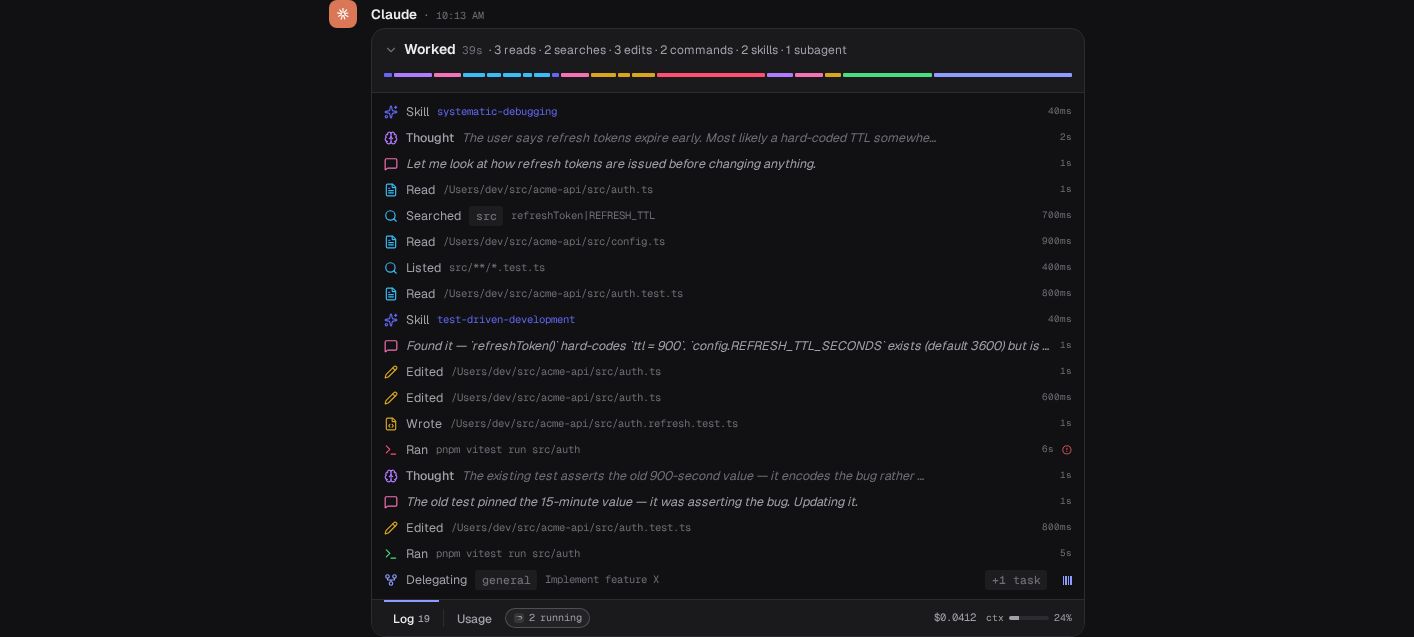 Claude · 10:13 AM
Worked 39s · 3 reads · 2 searches · 3 edits · 2 commands · 2 skills · 1 subagent
Skill systematic-debugging 40ms
Thought The user says refresh tokens expire early. Most likely a hard-coded TTL somewhe… 2s
Let me look at how refresh tokens are issued before changing anything. 1s
Read /Users/dev/src/acme-api/src/auth.ts 1s
Searched src refreshToken|REFRESH_TTL 700ms
Read /Users/dev/src/acme-api/src/config.ts 900ms
Listed src/**/*.test.ts 400ms
Read /Users/dev/src/acme-api/src/auth.test.ts 800ms
Skill test-driven-development 40ms
Found it — `refreshToken()` hard-codes `ttl = 900`. `config.REFRESH_TTL_SECONDS` exists (default 3600) but is … 1s
Edited /Users/dev/src/acme-api/src/auth.ts 1s
Edited /Users/dev/src/acme-api/src/auth.ts 600ms
Wrote /Users/dev/src/acme-api/src/auth.refresh.test.ts 1s
Ran pnpm vitest run src/auth 6s
Thought The existing test asserts the old 900-second value — it encodes the bug rather … 1s
The old test pinned the 15-minute value — it was asserting the bug. Updating it. 1s
Edited /Users/dev/src/acme-api/src/auth.test.ts 800ms
Ran pnpm vitest run src/auth 5s
Delegating general Implement feature X +1 task
Log 19 Usage 2 running $0.0412 ctx 24%